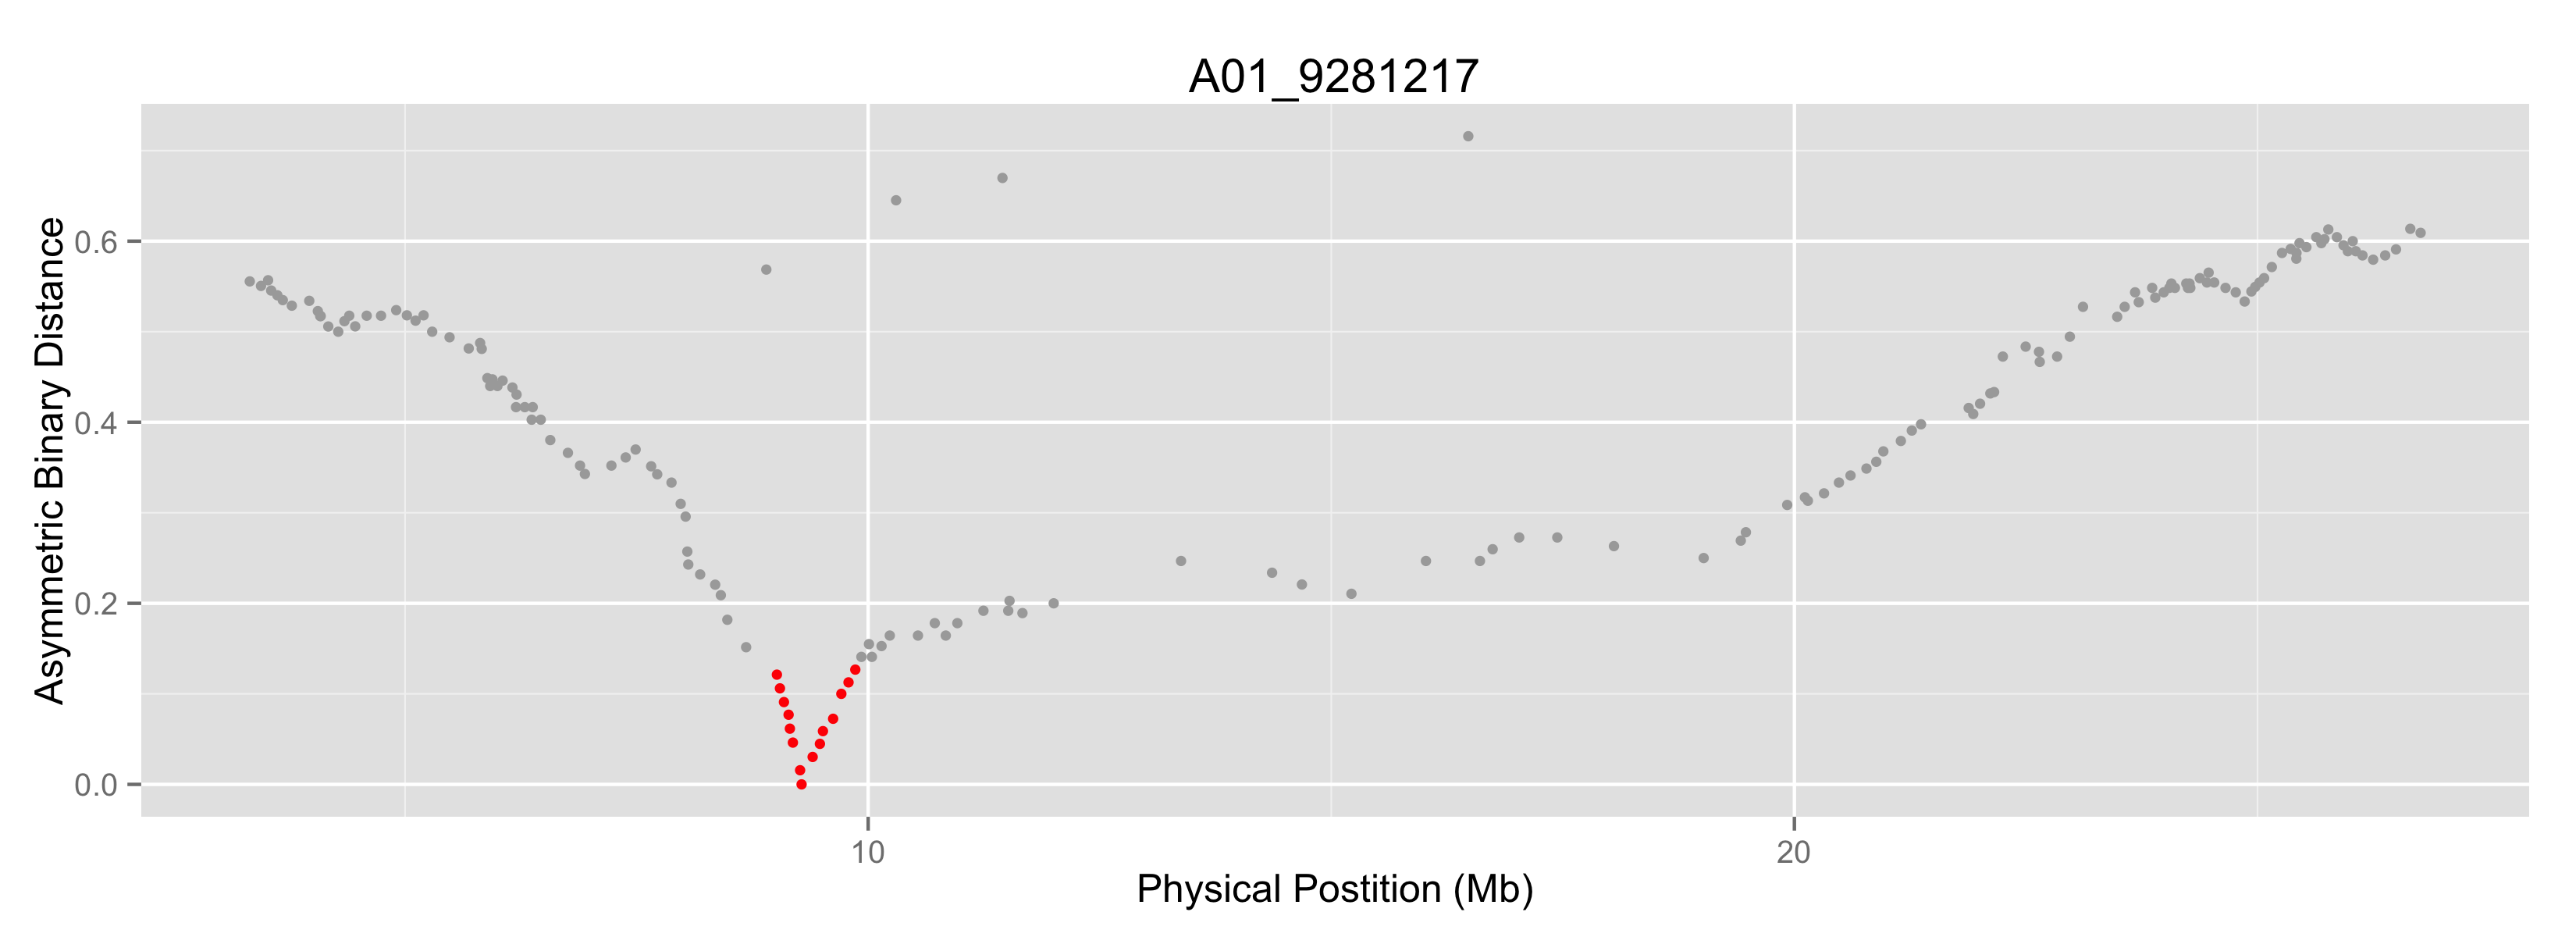 A01_9281217
Asymmetric Binary Distance
0.6
0.4
0.2
0.0
10
20
Physical Postition (Mb)